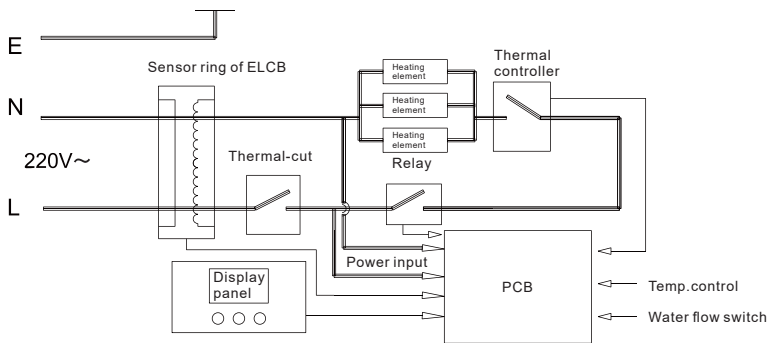 E
Sensor ring of ELCB
Thermal
controller
Heating
element
N
Heating
element
Heating
element
220V~
Thermal-cut
Relay
L
Power input
Display
panel
PCB
Temp.control
Water flow switch